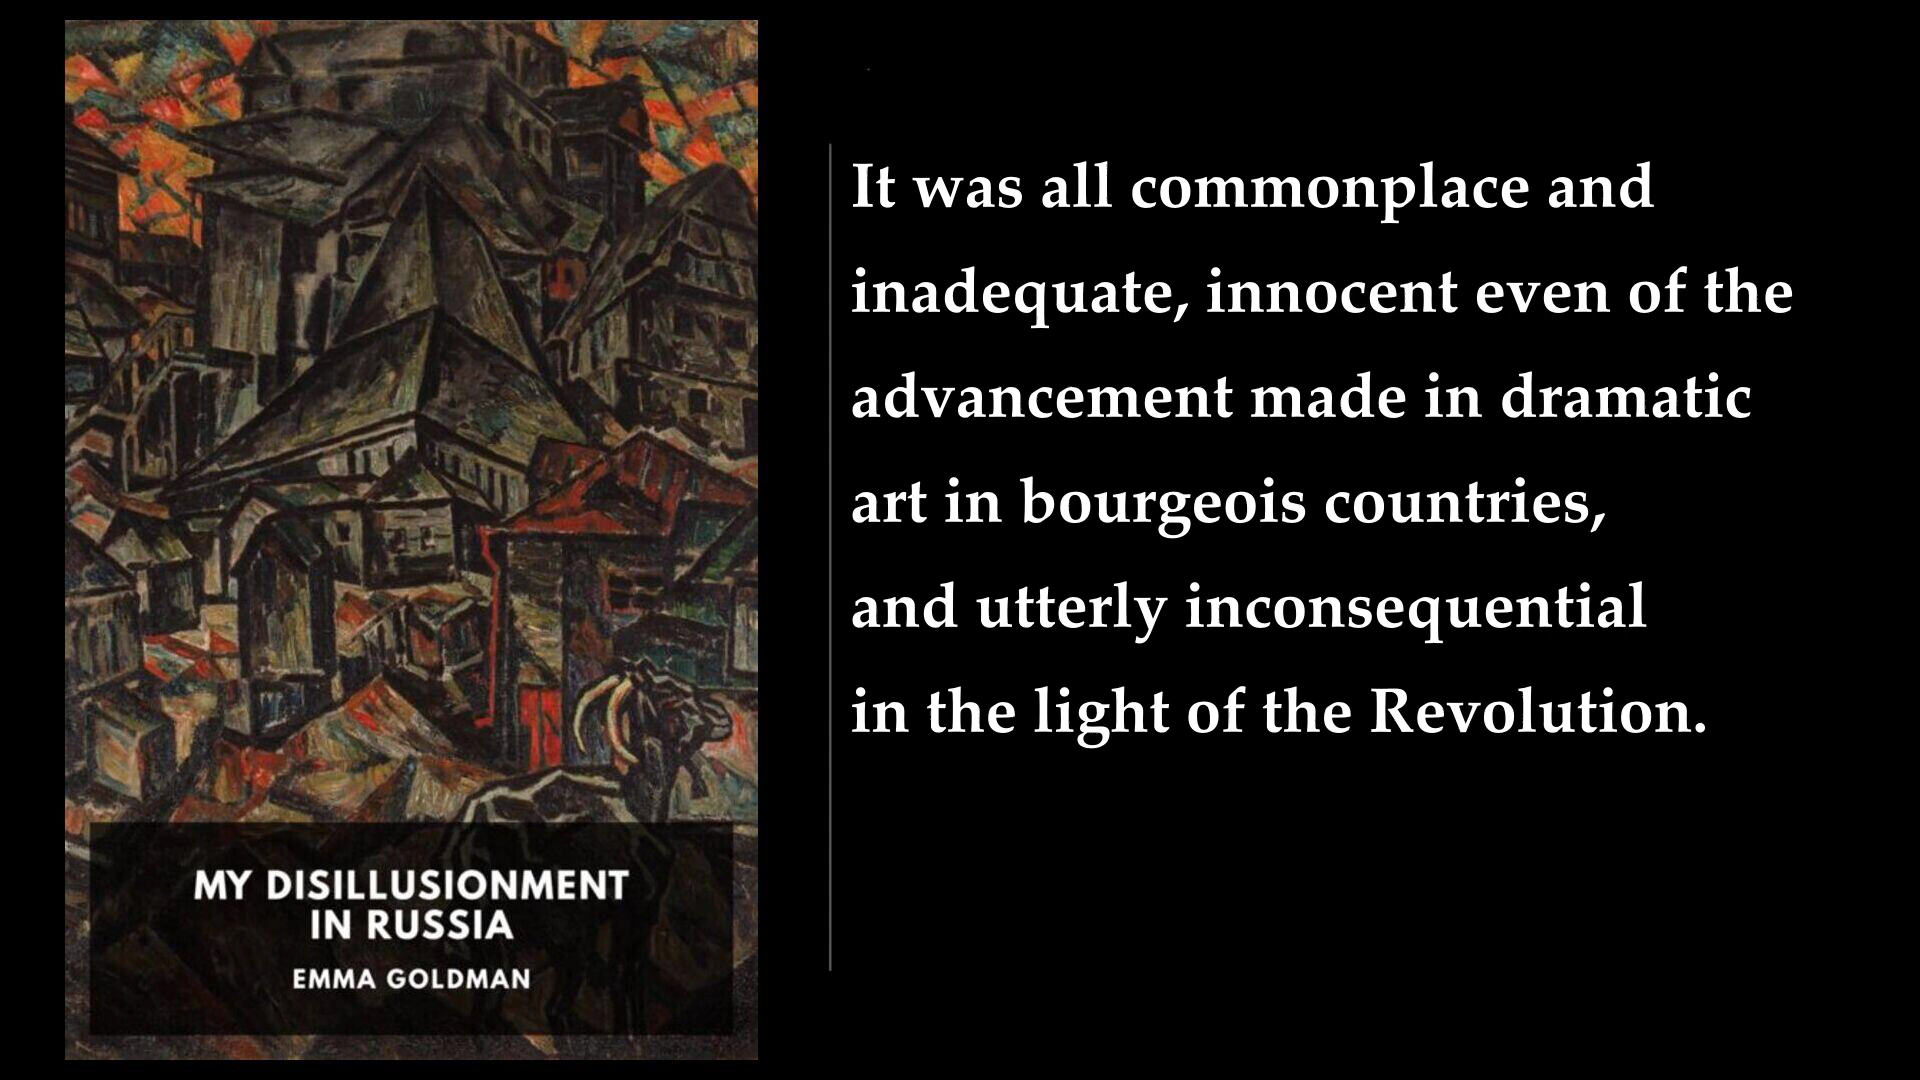 MY DISILLUSIONMENT
IN RUSSIA
EMMA GOLDMAN
It was all commonplace and
inadequate, innocent even of the
advancement made in dramatic
art in bourgeois countries,
and utterly inconsequential
in the light of the Revolution.